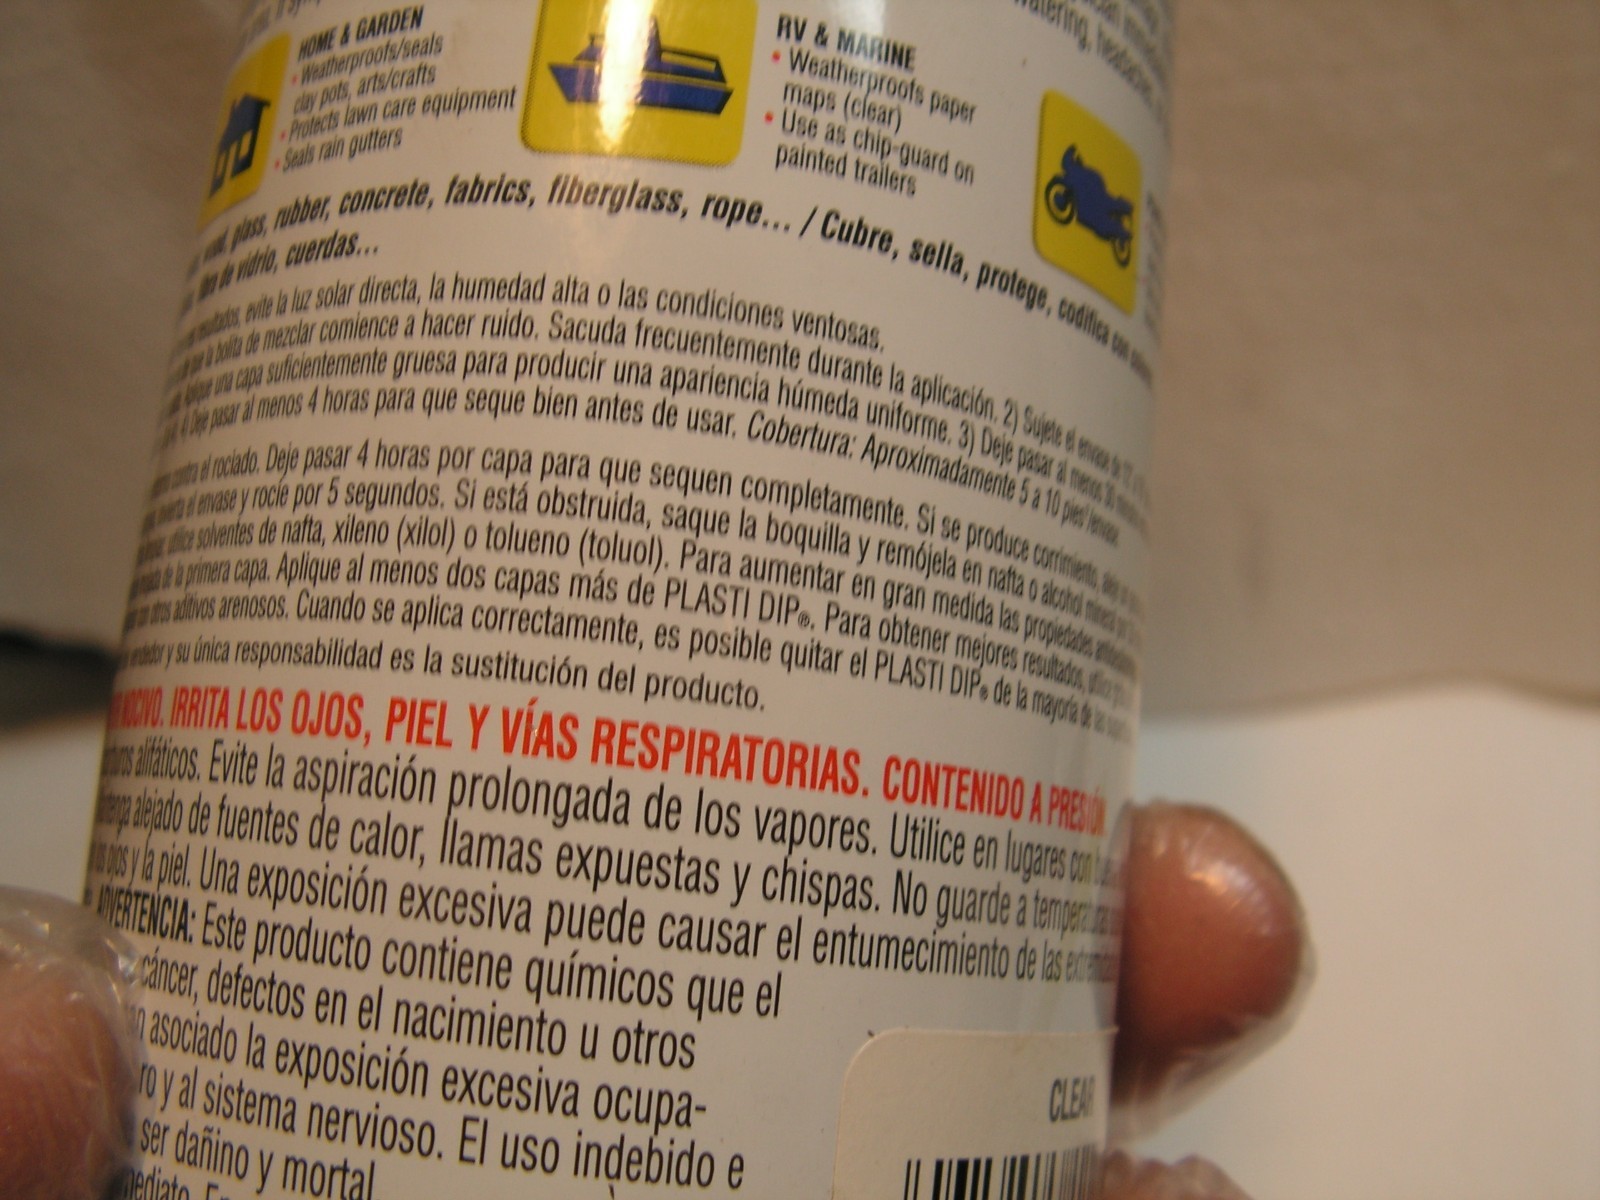 HOME & GARDEN
• Weatherproofs/seals
clay pots, arts/crafts
• Protects lawn care equipment
• Seals rain gutters
RV & MARINE
• Weatherproofs paper
maps (clear)
• Use as chip-guard on
painted trailers
watering, headaches,
glass, rubber, concrete, fabrics, fiberglass, rope... / Cubre, sella, protege, codifica con
fibra de vidrio, cuerdas...
resultados, evite la luz solar directa, la humedad alta o las condiciones ventosas.
que la bolita de mezclar comience a hacer ruido. Sacuda frecuentemente durante la aplicación. 2) Sujete el envase de
Aplique una capa suficientemente gruesa para producir una apariencia húmeda uniforme. 3) Deje pasar al menos 30
4) Deje pasar al menos 4 horas para que seque bien antes de usar. Cobertura: Aproximadamente 5 a 10 pies²/envase
contra el rociado. Deje pasar 4 horas por capa para que sequen completamente. Si se produce corrimiento, aleje
invierta el envase y rocíe por 5 segundos. Si está obstruida, saque la boquilla y remójela en nafta o alcohol mineral
utilice solventes de nafta, xileno (xilol) o tolueno (toluol). Para aumentar en gran medida las propiedades
de la primera capa. Aplique al menos dos capas más de PLASTI DIP®. Para obtener mejores resultados, utilice
otros aditivos arenosos. Cuando se aplica correctamente, es posible quitar el PLASTI DIP® de la mayoría de las
y su única responsabilidad es la sustitución del producto.
NOCIVO. IRRITA LOS OJOS, PIEL Y VÍAS RESPIRATORIAS. CONTENIDO A PRESIÓN
alifáticos. Evite la aspiración prolongada de los vapores. Utilice en lugares con
alejado de fuentes de calor, llamas expuestas y chispas. No guarde a temperaturas
los ojos y la piel. Una exposición excesiva puede causar el entumecimiento de las
ADVERTENCIA: Este producto contiene químicos que el
cáncer, defectos en el nacimiento u otros
asociado la exposición excesiva ocupa-
ro y al sistema nervioso. El uso indebido e
ser dañino y mortal
CLEAR